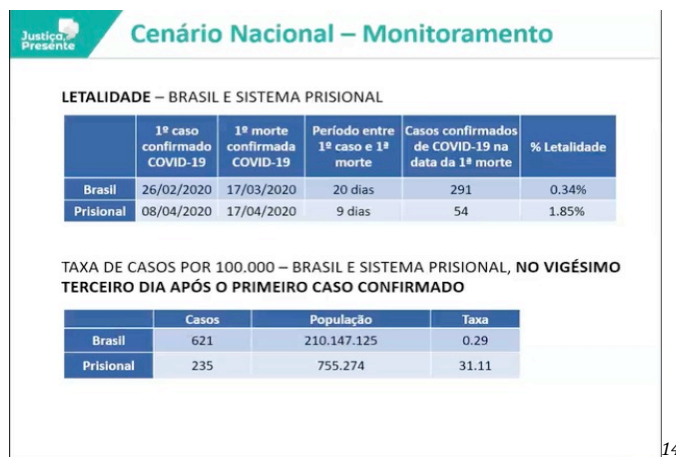 Justiça
Presente
Cenário Nacional – Monitoramento
LETALIDADE – BRASIL E SISTEMA PRISIONAL
1º caso confirmado COVID-19 1º morte confirmada COVID-19 Período entre 1º caso e 1ª morte Casos confirmados de COVID-19 na data da 1ª morte % Letalidade
Brasil 26/02/2020 17/03/2020 20 dias 291 0.34%
Prisional 08/04/2020 17/04/2020 9 dias 54 1.85%
TAXA DE CASOS POR 100.000 – BRASIL E SISTEMA PRISIONAL, NO VIGÉSIMO
TERCEIRO DIA APÓS O PRIMEIRO CASO CONFIRMADO
Casos População Taxa
Brasil 621 210.147.125 0.29
Prisional 235 755.274 31.11
14